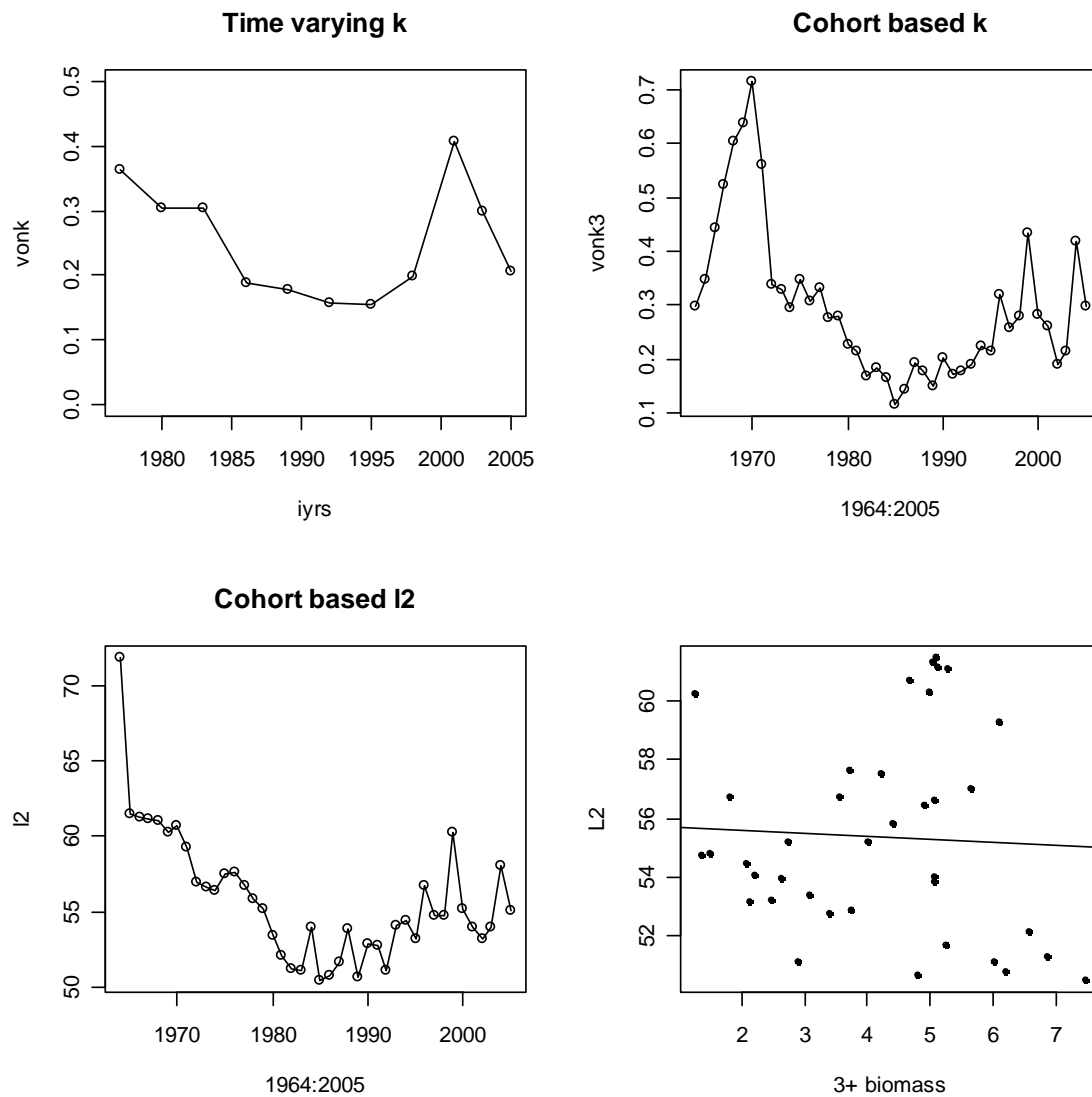 Time varying k
vonk
0.0 0.1 0.2 0.3 0.4 0.5
1980 1985 1990 1995 2000 2005
iyrs
Cohort based k
vonk3
0.1 0.2 0.3 0.4 0.5 0.6 0.7
1970 1980 1990 2000
1964:2005
Cohort based l2
l2
50 55 60 65 70
1970 1980 1990 2000
1964:2005
L2
52 54 56 58 60
2 3 4 5 6 7
3+ biomass